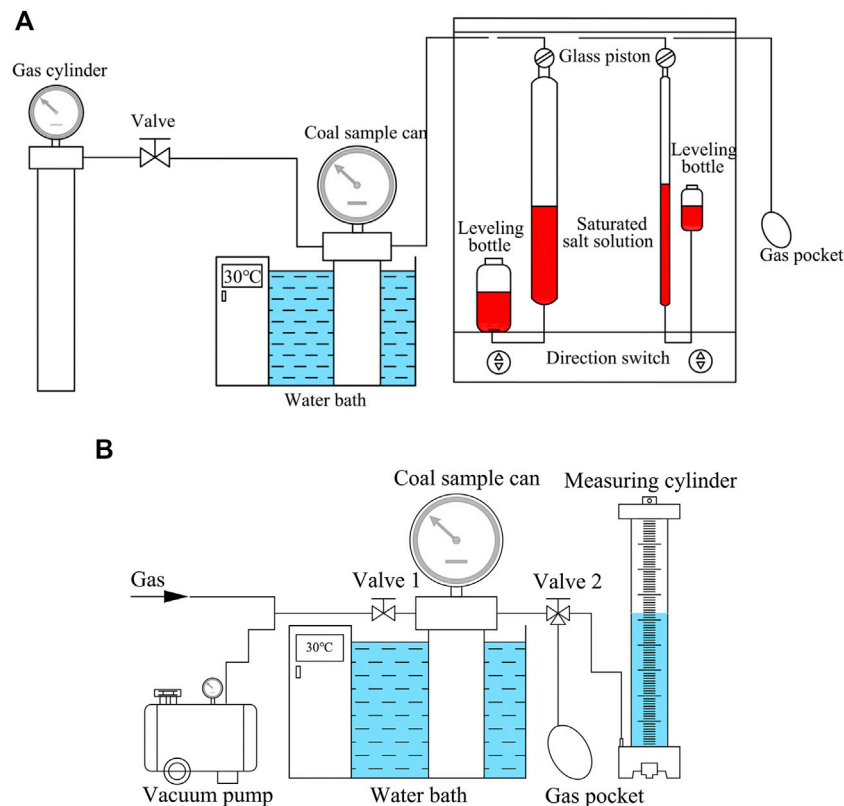 A
Gas cylinder
Valve
Coal sample can
Glass piston
Leveling
bottle
Leveling
bottle
Saturated
salt solution
Gas pocket
30℃
Direction switch
Water bath
B
Coal sample can
Measuring cylinder
Gas
Valve 1
Valve 2
30℃
Vacuum pump
Water bath
Gas pocket